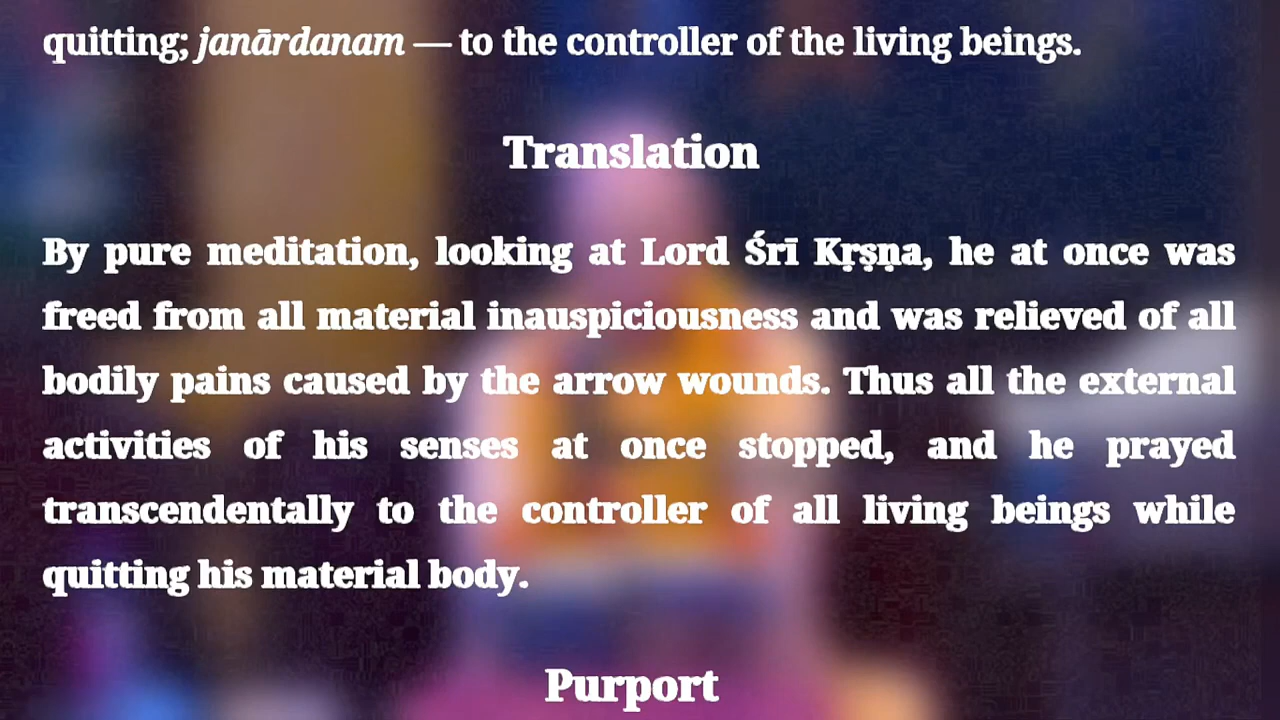 quitting; janārdanam — to the controller of the living beings.
Translation
By pure meditation, looking at Lord Śrī Kṛṣṇa, he at once was
freed from all material inauspiciousness and was relieved of all
bodily pains caused by the arrow wounds. Thus all the external
activities of his senses at once stopped, and he prayed
transcendentally to the controller of all living beings while
quitting his material body.
Purport